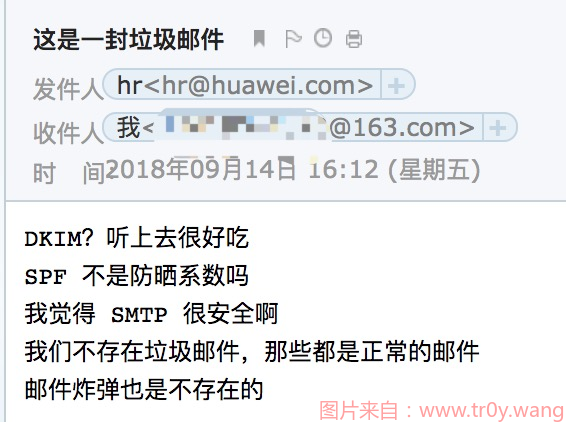 这是一封垃圾邮件
发件人 hr<hr@huawei.com> +
收件人 我< @163.com> +
时 间: 2018年09月14日 16:12 (星期五)
DKIM？听上去很好吃
SPF 不是防晒系数吗
我觉得 SMTP 很安全啊
我们不存在垃圾邮件，那些都是正常的邮件
邮件炸弹也是不存在的
图片来自：www.tr0y.wang